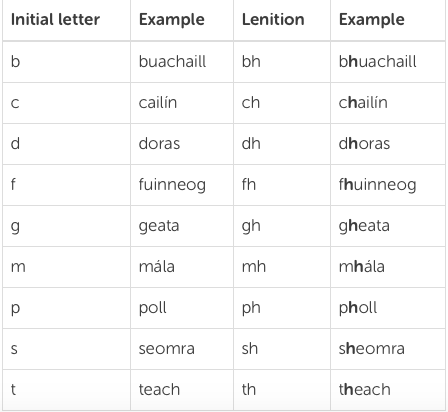 Initial letter Example Lenition Example
b buachaill bh bhuachaill
c cailín ch chailín
d doras dh dhoras
f fuinneog fh fhuinneog
g geata gh gheata
m mála mh mhála
p poll ph pholl
s seomra sh sheomra
t teach th theach